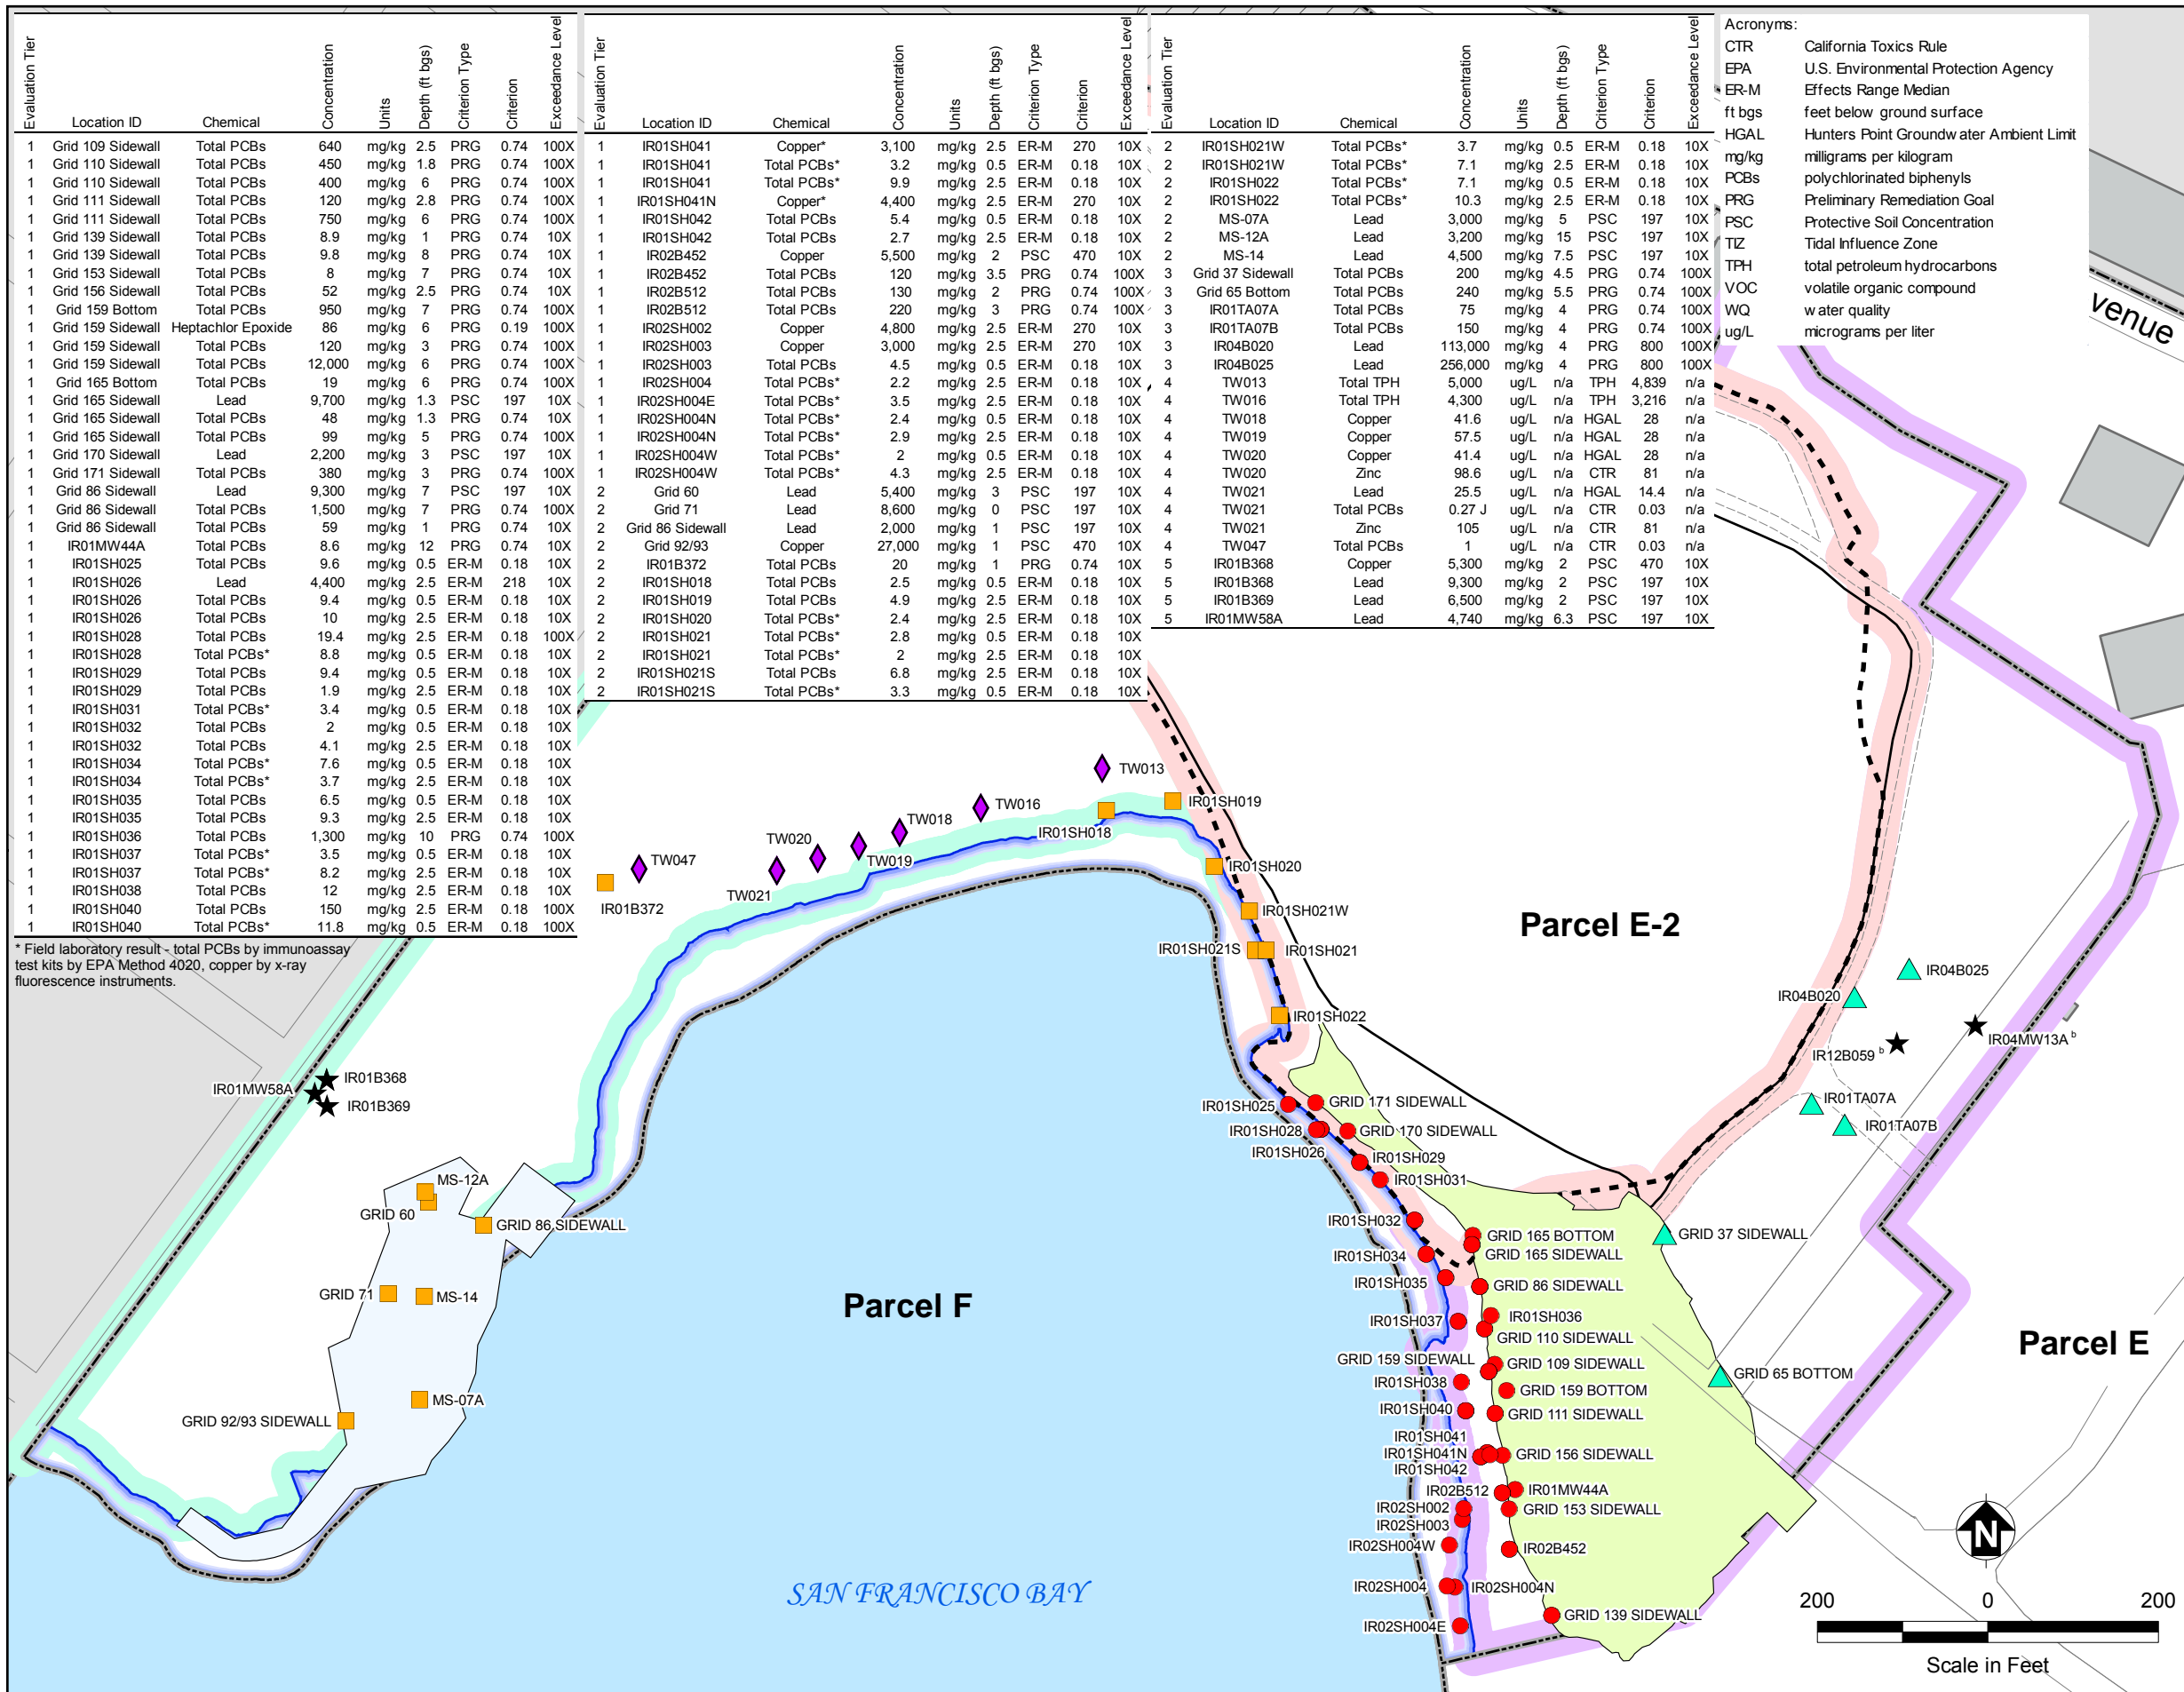 Evaluation Tier Location ID Chemical Concentration Units Depth (ft bgs) Criterion Type Criterion Exceedance Level
1 Grid 109 Sidewall Total PCBs 640 mg/kg 2.5 PRG 0.74 100X
1 Grid 110 Sidewall Total PCBs 450 mg/kg 1.8 PRG 0.74 100X
1 Grid 110 Sidewall Total PCBs 400 mg/kg 6 PRG 0.74 100X
1 Grid 111 Sidewall Total PCBs 120 mg/kg 2.8 PRG 0.74 100X
1 Grid 111 Sidewall Total PCBs 750 mg/kg 6 PRG 0.74 100X
1 Grid 139 Sidewall Total PCBs 8.9 mg/kg 1 PRG 0.74 10X
1 Grid 139 Sidewall Total PCBs 9.8 mg/kg 8 PRG 0.74 10X
1 Grid 153 Sidewall Total PCBs 8 mg/kg 7 PRG 0.74 10X
1 Grid 156 Sidewall Total PCBs 52 mg/kg 2.5 PRG 0.74 10X
1 Grid 159 Bottom Total PCBs 950 mg/kg 7 PRG 0.74 100X
1 Grid 159 Sidewall Heptachlor Epoxide 86 mg/kg 6 PRG 0.19 100X
1 Grid 159 Sidewall Total PCBs 120 mg/kg 3 PRG 0.74 100X
1 Grid 159 Sidewall Total PCBs 12,000 mg/kg 6 PRG 0.74 100X
1 Grid 165 Bottom Total PCBs 19 mg/kg 6 PRG 0.74 100X
1 Grid 165 Sidewall Lead 9,700 mg/kg 1.3 PSC 197 10X
1 Grid 165 Sidewall Total PCBs 48 mg/kg 1.3 PRG 0.74 10X
1 Grid 165 Sidewall Total PCBs 99 mg/kg 5 PRG 0.74 100X
1 Grid 170 Sidewall Lead 2,200 mg/kg 3 PSC 197 10X
1 Grid 171 Sidewall Total PCBs 380 mg/kg 3 PRG 0.74 100X
1 Grid 86 Sidewall Lead 9,300 mg/kg 7 PSC 197 10X
1 Grid 86 Sidewall Total PCBs 1,500 mg/kg 7 PRG 0.74 100X
1 Grid 86 Sidewall Total PCBs 59 mg/kg 1 PRG 0.74 10X
1 IR01MW44A Total PCBs 8.6 mg/kg 12 PRG 0.74 10X
1 IR01SH025 Total PCBs 9.6 mg/kg 0.5 ER-M 0.18 10X
1 IR01SH026 Lead 4,400 mg/kg 2.5 ER-M 218 10X
1 IR01SH026 Total PCBs 9.4 mg/kg 0.5 ER-M 0.18 10X
1 IR01SH026 Total PCBs 10 mg/kg 2.5 ER-M 0.18 10X
1 IR01SH028 Total PCBs 19.4 mg/kg 2.5 ER-M 0.18 100X
1 IR01SH028 Total PCBs* 8.8 mg/kg 0.5 ER-M 0.18 10X
1 IR01SH029 Total PCBs 9.4 mg/kg 0.5 ER-M 0.18 10X
1 IR01SH029 Total PCBs 1.9 mg/kg 2.5 ER-M 0.18 10X
1 IR01SH031 Total PCBs* 3.4 mg/kg 0.5 ER-M 0.18 10X
1 IR01SH032 Total PCBs 2 mg/kg 0.5 ER-M 0.18 10X
1 IR01SH032 Total PCBs 4.1 mg/kg 2.5 ER-M 0.18 10X
1 IR01SH034 Total PCBs* 7.6 mg/kg 0.5 ER-M 0.18 10X
1 IR01SH034 Total PCBs* 3.7 mg/kg 2.5 ER-M 0.18 10X
1 IR01SH035 Total PCBs 6.5 mg/kg 0.5 ER-M 0.18 10X
1 IR01SH035 Total PCBs 9.3 mg/kg 2.5 ER-M 0.18 10X
1 IR01SH036 Total PCBs 1,300 mg/kg 10 PRG 0.74 100X
1 IR01SH037 Total PCBs* 3.5 mg/kg 0.5 ER-M 0.18 10X
1 IR01SH037 Total PCBs* 8.2 mg/kg 2.5 ER-M 0.18 10X
1 IR01SH038 Total PCBs 12 mg/kg 2.5 ER-M 0.18 10X
1 IR01SH040 Total PCBs 150 mg/kg 2.5 ER-M 0.18 100X
1 IR01SH040 Total PCBs* 11.8 mg/kg 0.5 ER-M 0.18 100X
* Field laboratory result - total PCBs by immunoassay
test kits by EPA Method 4020, copper by x-ray
fluorescence instruments.
Evaluation Tier Location ID Chemical Concentration Units Depth (ft bgs) Criterion Type Criterion Exceedance Level
1 IR01SH041 Copper* 3,100 mg/kg 2.5 ER-M 270 10X
1 IR01SH041 Total PCBs* 3.2 mg/kg 0.5 ER-M 0.18 10X
1 IR01SH041 Total PCBs* 9.9 mg/kg 2.5 ER-M 0.18 10X
1 IR01SH041N Copper* 4,400 mg/kg 2.5 ER-M 270 10X
1 IR01SH042 Total PCBs 5.4 mg/kg 0.5 ER-M 0.18 10X
1 IR01SH042 Total PCBs 2.7 mg/kg 2.5 ER-M 0.18 10X
1 IR02B452 Copper 5,500 mg/kg 2 PSC 470 10X
1 IR02B452 Total PCBs 120 mg/kg 3.5 PRG 0.74 100X
1 IR02B512 Total PCBs 130 mg/kg 2 PRG 0.74 100X
1 IR02B512 Total PCBs 220 mg/kg 3 PRG 0.74 100X
1 IR02SH002 Copper 4,800 mg/kg 2.5 ER-M 270 10X
1 IR02SH003 Copper 3,000 mg/kg 2.5 ER-M 270 10X
1 IR02SH003 Total PCBs 4.5 mg/kg 0.5 ER-M 0.18 10X
1 IR02SH004 Total PCBs* 2.2 mg/kg 2.5 ER-M 0.18 10X
1 IR02SH004E Total PCBs* 3.5 mg/kg 2.5 ER-M 0.18 10X
1 IR02SH004N Total PCBs* 2.4 mg/kg 0.5 ER-M 0.18 10X
1 IR02SH004N Total PCBs* 2.9 mg/kg 2.5 ER-M 0.18 10X
1 IR02SH004W Total PCBs* 2 mg/kg 0.5 ER-M 0.18 10X
1 IR02SH004W Total PCBs* 4.3 mg/kg 2.5 ER-M 0.18 10X
2 Grid 60 Lead 5,400 mg/kg 3 PSC 197 10X
2 Grid 71 Lead 8,600 mg/kg 0 PSC 197 10X
2 Grid 86 Sidewall Lead 2,000 mg/kg 1 PSC 197 10X
2 Grid 92/93 Copper 27,000 mg/kg 1 PSC 470 10X
2 IR01B372 Total PCBs 20 mg/kg 1 PRG 0.74 10X
2 IR01SH018 Total PCBs 2.5 mg/kg 0.5 ER-M 0.18 10X
2 IR01SH019 Total PCBs 4.9 mg/kg 2.5 ER-M 0.18 10X
2 IR01SH020 Total PCBs* 2.4 mg/kg 2.5 ER-M 0.18 10X
2 IR01SH021 Total PCBs* 2.8 mg/kg 0.5 ER-M 0.18 10X
2 IR01SH021 Total PCBs* 2 mg/kg 2.5 ER-M 0.18 10X
2 IR01SH021S Total PCBs 6.8 mg/kg 2.5 ER-M 0.18 10X
2 IR01SH021S Total PCBs* 3.3 mg/kg 0.5 ER-M 0.18 10X
Evaluation Tier Location ID Chemical Concentration Units Depth (ft bgs) Criterion Type Criterion Exceedance Level
2 IR01SH021W Total PCBs* 3.7 mg/kg 0.5 ER-M 0.18 10X
2 IR01SH021W Total PCBs* 7.1 mg/kg 2.5 ER-M 0.18 10X
2 IR01SH022 Total PCBs* 7.1 mg/kg 0.5 ER-M 0.18 10X
2 IR01SH022 Total PCBs* 10.3 mg/kg 2.5 ER-M 0.18 10X
2 MS-07A Lead 3,000 mg/kg 5 PSC 197 10X
2 MS-12A Lead 3,200 mg/kg 15 PSC 197 10X
2 MS-14 Lead 4,500 mg/kg 7.5 PSC 197 10X
3 Grid 37 Sidewall Total PCBs 200 mg/kg 4.5 PRG 0.74 100X
3 Grid 65 Bottom Total PCBs 240 mg/kg 5.5 PRG 0.74 100X
3 IR01TA07A Total PCBs 75 mg/kg 4 PRG 0.74 100X
3 IR01TA07B Total PCBs 150 mg/kg 4 PRG 0.74 100X
3 IR04B020 Lead 113,000 mg/kg 4 PRG 800 100X
3 IR04B025 Lead 256,000 mg/kg 4 PRG 800 100X
4 TW013 Total TPH 5,000 ug/L n/a TPH 4,839 n/a
4 TW016 Total TPH 4,300 ug/L n/a TPH 3,216 n/a
4 TW018 Copper 41.6 ug/L n/a HGAL 28 n/a
4 TW019 Copper 57.5 ug/L n/a HGAL 28 n/a
4 TW020 Copper 41.4 ug/L n/a HGAL 28 n/a
4 TW020 Zinc 98.6 ug/L n/a CTR 81 n/a
4 TW021 Lead 25.5 ug/L n/a HGAL 14.4 n/a
4 TW021 Total PCBs 0.27 J ug/L n/a CTR 0.03 n/a
4 TW021 Zinc 105 ug/L n/a CTR 81 n/a
4 TW047 Total PCBs 1 ug/L n/a CTR 0.03 n/a
5 IR01B368 Copper 5,300 mg/kg 2 PSC 470 10X
5 IR01B368 Lead 9,300 mg/kg 2 PSC 197 10X
5 IR01B369 Lead 6,500 mg/kg 2 PSC 197 10X
5 IR01MW58A Lead 4,740 mg/kg 6.3 PSC 197 10X
Acronyms:
CTR California Toxics Rule
EPA U.S. Environmental Protection Agency
ER-M Effects Range Median
ft bgs feet below ground surface
HGAL Hunters Point Groundwater Ambient Limit
mg/kg milligrams per kilogram
PCBs polychlorinated biphenyls
PRG Preliminary Remediation Goal
PSC Protective Soil Concentration
TIZ Tidal Influence Zone
TPH total petroleum hydrocarbons
VOC volatile organic compound
WQ water quality
ug/L micrograms per liter
venue
TW013
TW016
IR01SH019
TW018
IR01SH018
TW020
TW019
TW047
IR01SH020
TW021
IR01B372
IR01SH021W
Parcel E-2
IR01SH021S
IR01SH021
IR04B025
IR04B020
IR01SH022
IR04MW13A b
IR12B059 b
IR01B368
IR01MW58A
IR01B369
IR01TA07A
IR01SH025
GRID 171 SIDEWALL
IR01TA07B
IR01SH028
GRID 170 SIDEWALL
IR01SH026
IR01SH029
MS-12A
IR01SH031
GRID 60
GRID 86 SIDEWALL
IR01SH032
GRID 165 BOTTOM
GRID 37 SIDEWALL
IR01SH034
GRID 165 SIDEWALL
IR01SH035
GRID 86 SIDEWALL
GRID 71
MS-14
Parcel F
IR01SH036
IR01SH037
GRID 110 SIDEWALL
Parcel E
GRID 159 SIDEWALL
GRID 109 SIDEWALL
GRID 65 BOTTOM
IR01SH038
GRID 159 BOTTOM
MS-07A
IR01SH040
GRID 111 SIDEWALL
GRID 92/93 SIDEWALL
IR01SH041
IR01SH041N
GRID 156 SIDEWALL
IR01SH042
IR02B512
IR01MW44A
IR02SH002
GRID 153 SIDEWALL
IR02SH003
IR02SH004W
IR02B452
N
IR02SH004
IR02SH004N
SAN FRANCISCO BAY
200 0 200
GRID 139 SIDEWALL
IR02SH004E
Scale in Feet